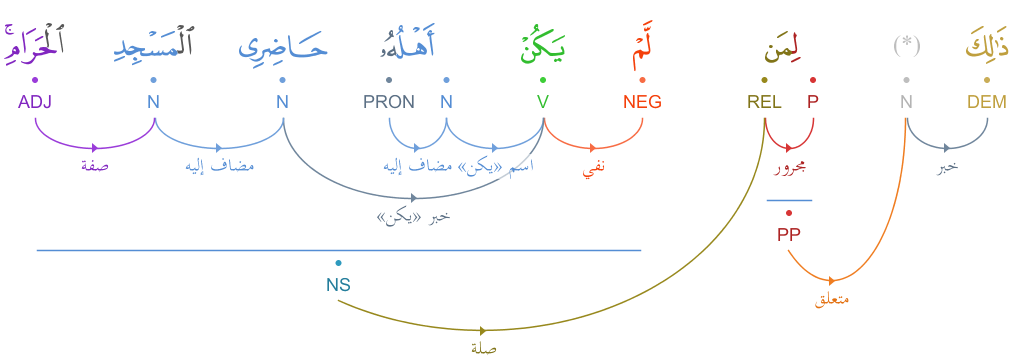 ذَٰلِكَ (*) لِمَن لَّمْ يَكُنْ أَهْلُهُۥ حَاضِرِى ٱلْمَسْجِدِ ٱلْحَرَامِ ۚ
DEM N P REL NEG V N PRON N N ADJ
خبر مجرور نفي اسم «يكن» مضاف إليه مضاف إليه صفة
خبر «يكن»
PP
NS
متعلق
صلة